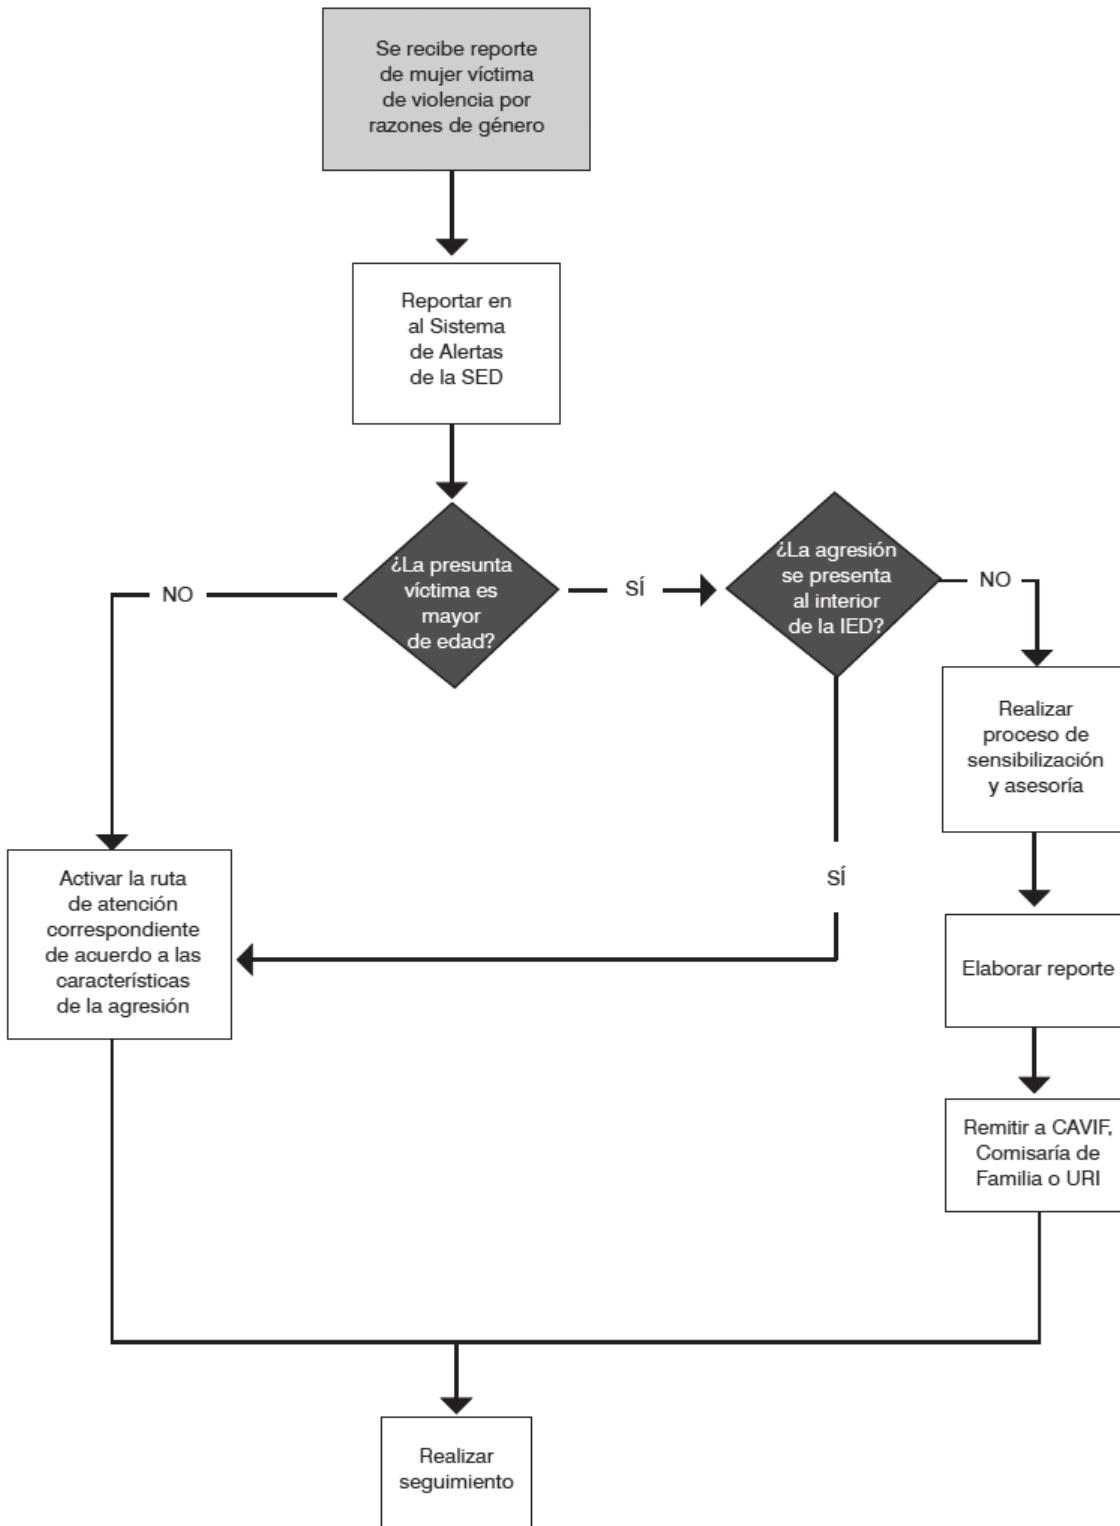 Se recibe reporte
de mujer víctima
de violencia por
razones de género
Reportar en
al Sistema
de Alertas
de la SED
¿La presunta
víctima es
mayor
de edad?
NO
SÍ
¿La agresión
se presenta
al interior
de la IED?
NO
SÍ
Realizar
proceso de
sensibilización
y asesoría
Activar la ruta
de atención
correspondiente
de acuerdo a las
características
de la agresión
Elaborar reporte
Remitir a CAVIF,
Comisaría de
Familia o URI
Realizar
seguimiento